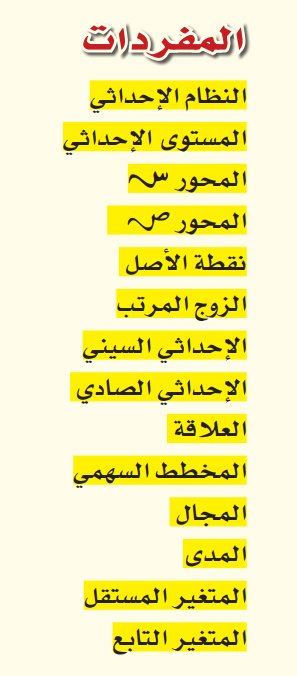 المفردات
النظام الإحداثي
المستوى الإحداثي
المحور س
المحور ص
نقطة الأصل
الزوج المرتب
الإحداثي السيني
الإحداثي الصادي
العلاقة
المخطط السهمي
المجال
المدى
المتغير المستقل
المتغير التابع